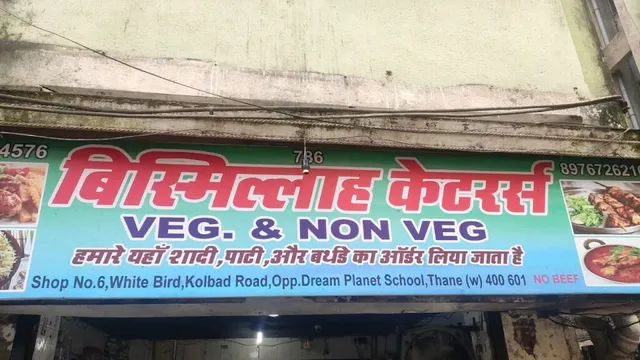 4576
786
897672621
बिस्मिल्लाह केटरर्स
VEG. & NON VEG
हमारे यहाँ शादी,पार्टी,और बर्थडे का ऑर्डर लिया जाता है
Shop No.6,White Bird,Kolbad Road,Opp.Dream Planet School,Thane (w) 400 601 NO BEEF